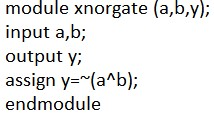 module xnorgate (a,b,y);
input a,b;
output y;
assign y=~(a^b);
endmodule